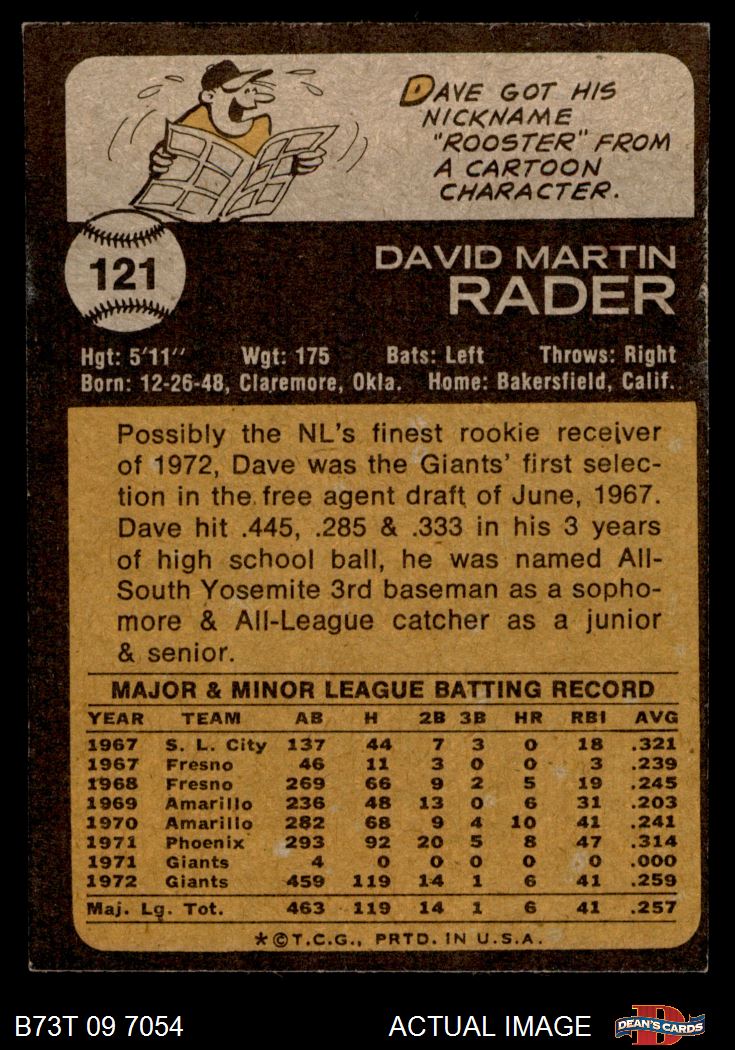 DAVE GOT HIS
NICKNAME
"ROOSTER" FROM
A CARTOON
CHARACTER.
121
DAVID MARTIN
RADER
Hgt: 5'11" Wgt: 175 Bats: Left Throws: Right
Born: 12-26-48, Claremore, Okla. Home: Bakersfield, Calif.
Possibly the NL's finest rookie receiver
of 1972, Dave was the Giants' first selec-
tion in the free agent draft of June, 1967.
Dave hit .445, .285 & .333 in his 3 years
of high school ball, he was named All-
South Yosemite 3rd baseman as a sopho-
more & All-League catcher as a junior
& senior.
MAJOR & MINOR LEAGUE BATTING RECORD
YEAR TEAM AB H 2B 3B HR RBI AVG
1967 S. L. City 137 44 7 3 0 18 .321
1967 Fresno 46 11 3 0 0 3 .239
1968 Fresno 269 66 9 2 5 19 .245
1969 Amarillo 236 48 13 0 6 31 .203
1970 Amarillo 282 68 9 4 10 41 .241
1971 Phoenix 293 92 20 5 8 47 .314
1971 Giants 4 0 0 0 0 0 .000
1972 Giants 459 119 14 1 6 41 .259
Maj. Lg. Tot. 463 119 14 1 6 41 .257
*©T.C.G., PRTD. IN U.S.A.
B73T 09 7054 ACTUAL IMAGE D DEAN'S CARDS